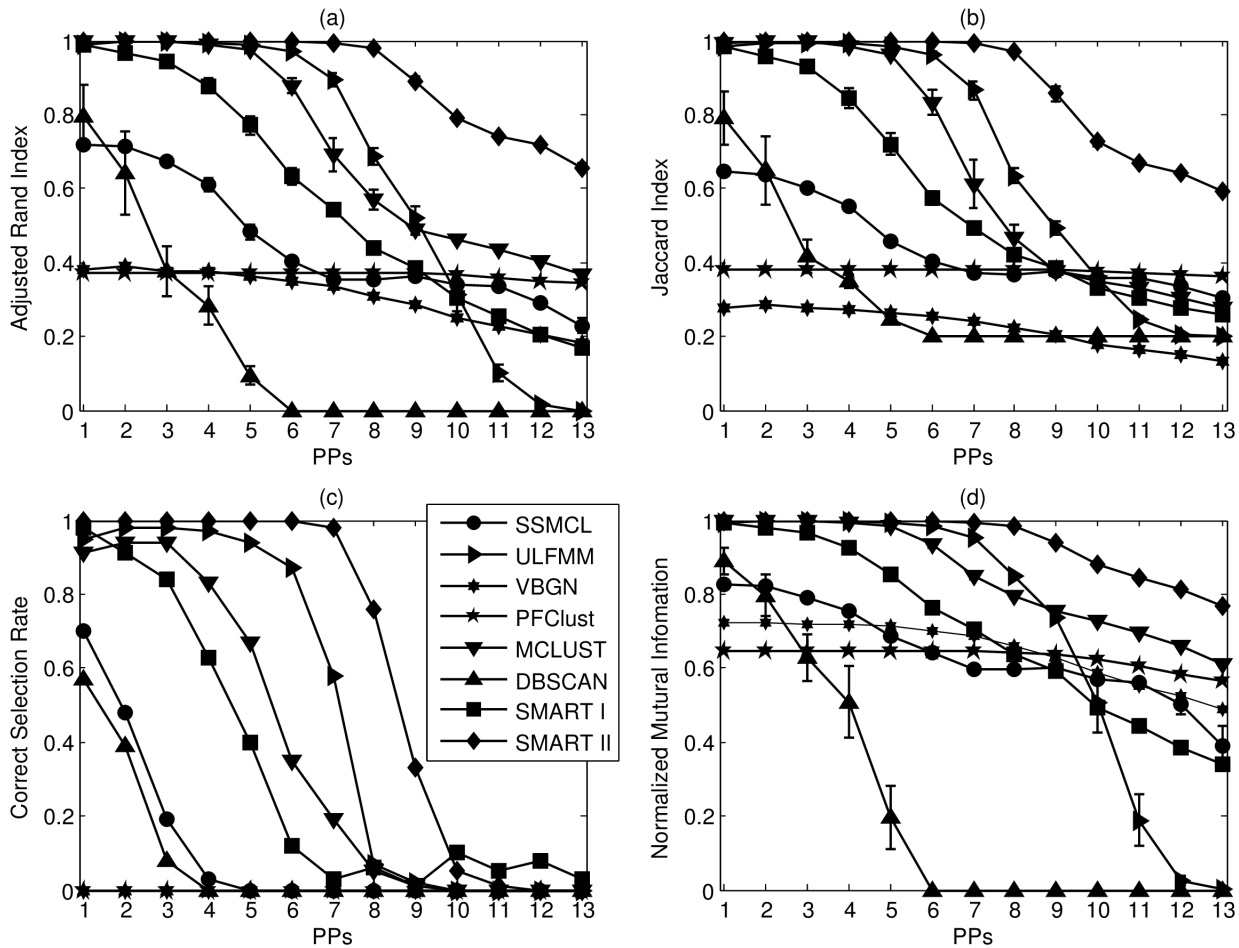 (a)
1
0.8
0.6
0.4
0.2
0
Adjusted Rand Index
1 2 3 4 5 6 7 8 9 10 11 12 13
PPs
(b)
1
0.8
0.6
0.4
0.2
0
Jaccard Index
1 2 3 4 5 6 7 8 9 10 11 12 13
PPs
(c)
1
0.8
0.6
0.4
0.2
0
Correct Selection Rate
1 2 3 4 5 6 7 8 9 10 11 12 13
PPs
SSMCL
ULFMM
VBGN
PFClust
MCLUST
DBSCAN
SMART I
SMART II
(d)
1
0.8
0.6
0.4
0.2
0
Normalized Mutural Infomation
1 2 3 4 5 6 7 8 9 10 11 12 13
PPs